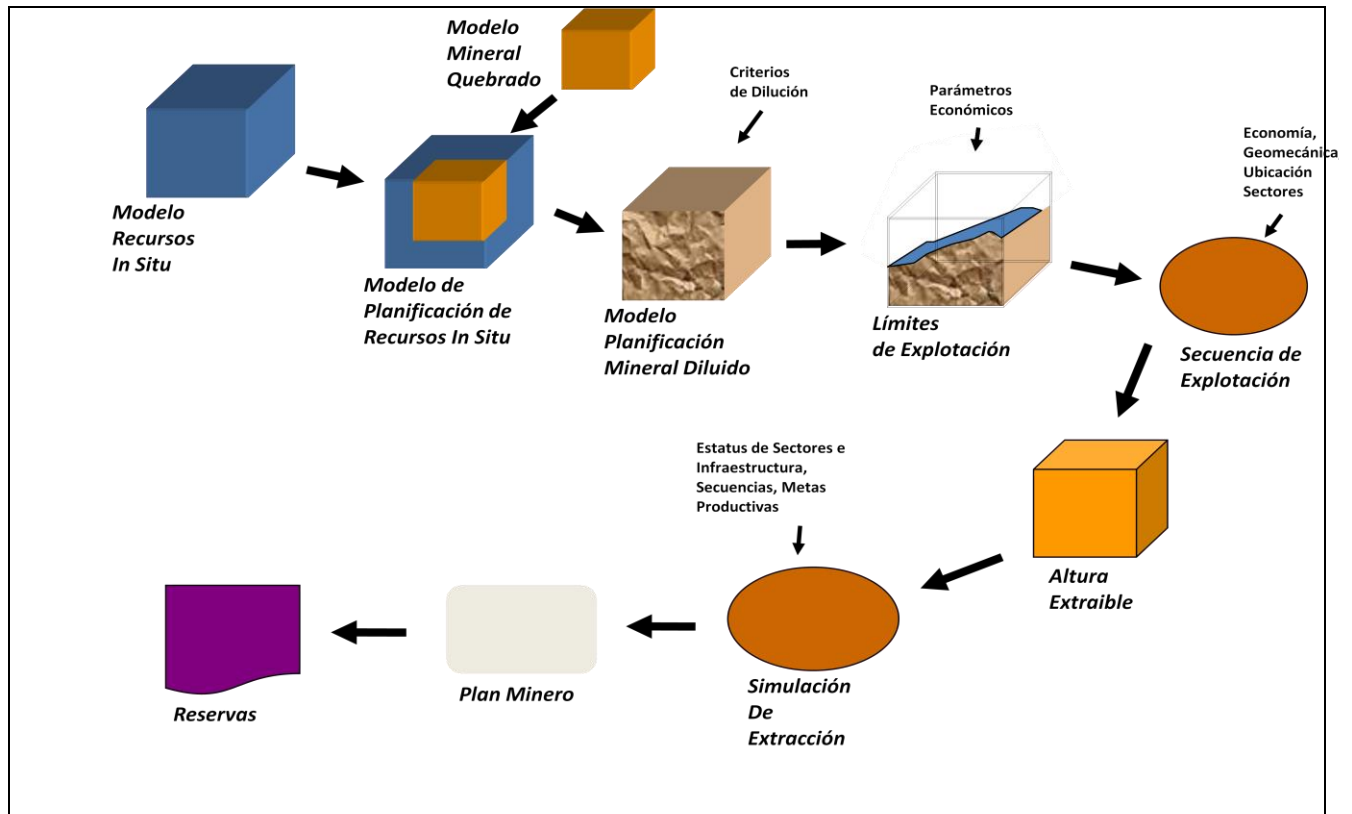 Modelo
Mineral
Quebrado
Criterios
de Dilución
Parámetros
Económicos
Economía,
Geomecánica
Ubicación
Sectores
Modelo
Recursos
In Situ
Modelo de
Planificación de
Recursos In Situ
Modelo
Planificación
Mineral Diluido
Límites
de Explotación
Secuencia de
Explotación
Estatus de Sectores e
Infraestructura,
Secuencias, Metas
Productivas
Altura
Extraible
Simulación
De
Extracción
Plan Minero
Reservas